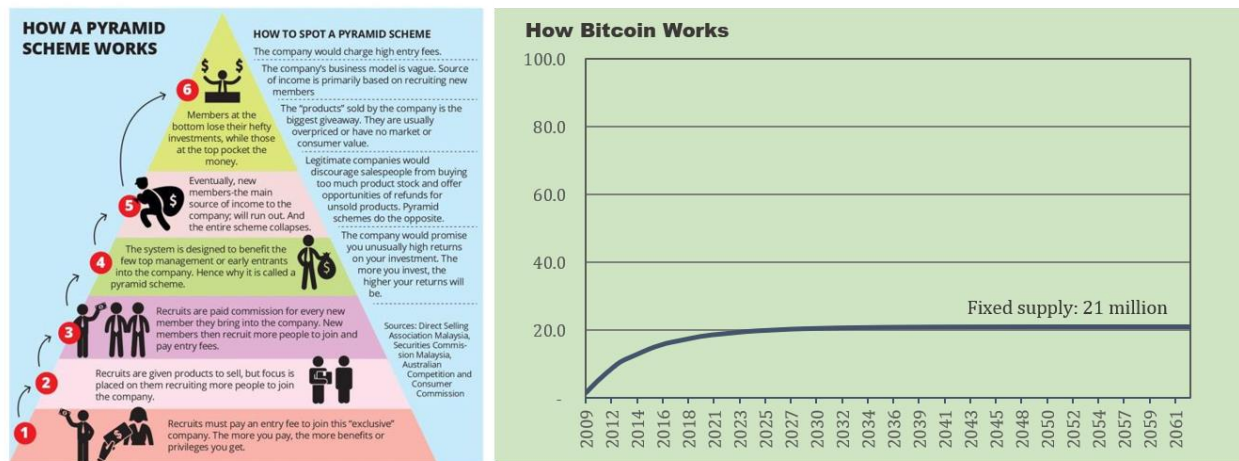 HOW A PYRAMID
SCHEME WORKS
HOW TO SPOT A PYRAMID SCHEME
The company would charge high entry fees.
The company's business model is vague. Source
of income is primarily based on recruiting new
members
The "products" sold by the company is the
biggest giveaway. They are usually
overpriced or have no market or
consumer value.
Legitimate companies would
discourage salespeople from buying
too much product stock and offer
opportunities of refunds for
unsold products. Pyramid
schemes do the opposite.
The company would promise
you unusually high returns
on your investment. The
more you invest, the
higher your returns will
be.
Sources: Direct Selling
Association Malaysia,
Securities Commis-
sion Malaysia,
Australian
Competition and
Consumer
Commission
$ $
6
Members at the
bottom lose their hefty
investments, while those
at the top pocket the
money.
5
$
Eventually, new
members-the main
source of income to the
company; will run out. And
the entire scheme collapses.
4
The system is designed to benefit the
few top management or early entrants
into the company. Hence why it is called a
pyramid scheme.
$
3
Recruits are paid commission for every new
member they bring into the company. New
members then recruit more people to join and
pay entry fees.
2
Recruits are given products to sell, but focus is
placed on them recruiting more people to join
the company.
1
Recruits must pay an entry fee to join this "exclusive"
company. The more you pay, the more benefits or
privileges you get.
How Bitcoin Works
100.0
80.0
60.0
40.0
20.0
-
Fixed supply: 21 million
2009
2012
2014
2016
2018
2021
2023
2025
2027
2030
2032
2034
2036
2039
2041
2043
2045
2048
2050
2052
2054
2057
2059
2061